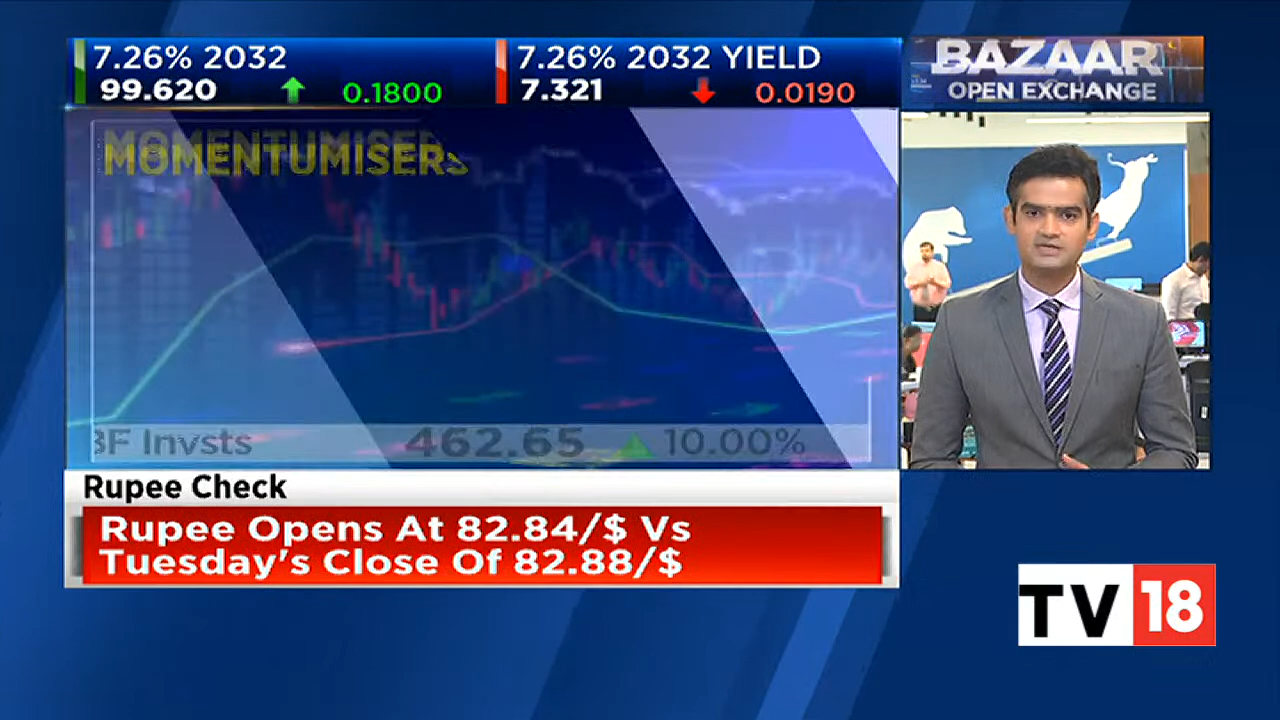 7.26% 2032
99.620 0.1800
7.26% 2032 YIELD
7.321 0.0190
BAZAAR
OPEN EXCHANGE
MOMENTUMISERS
BF Invsts 462.65 10.00%
Rupee Check
Rupee Opens At 82.84/$ Vs
Tuesday's Close Of 82.88/$
TV18